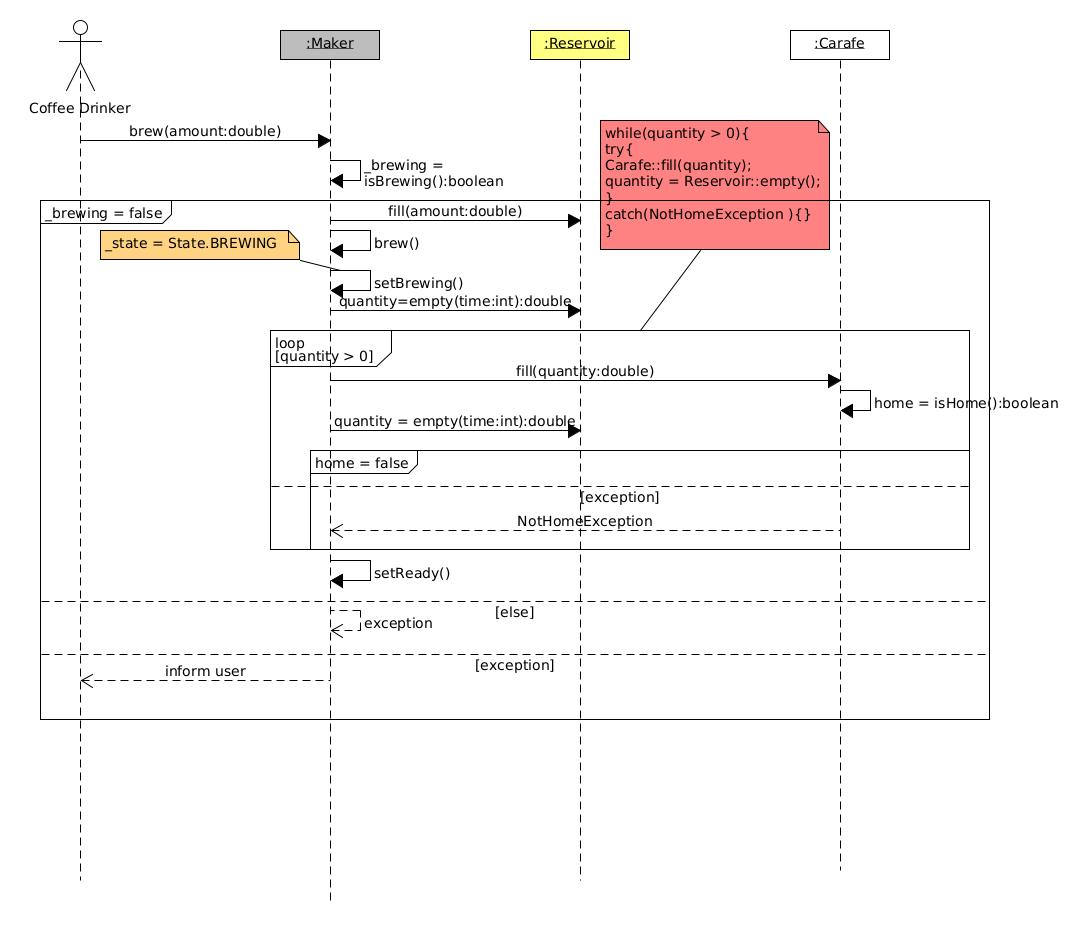 :Maker
:Reservoir
:Carafe
Coffee Drinker
brew(amount:double)
_brewing =
isBrewing():boolean
while(quantity > 0){
try{
Carafe::fill(quantity);
quantity = Reservoir::empty();
}
catch(NotHomeException ){}
}
_brewing = false
fill(amount:double)
brew()
_state = State.BREWING
setBrewing()
quantity=empty(time:int):double
loop
[quantity > 0]
fill(quantity:double)
home = isHome():boolean
quantity = empty(time:int):double
home = false
[exception]
NotHomeException
setReady()
[else]
exception
[exception]
inform user